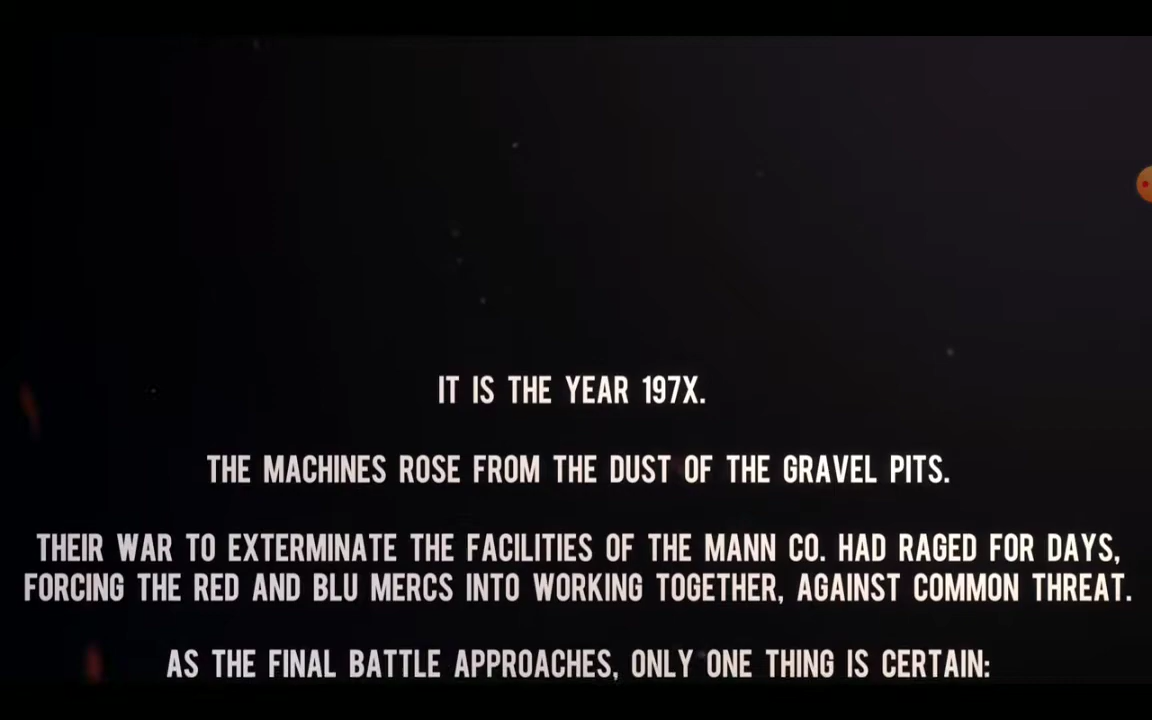 IT IS THE YEAR 197X.
THE MACHINES ROSE FROM THE DUST OF THE GRAVEL PITS.
THEIR WAR TO EXTERMINATE THE FACILITIES OF THE MANN CO. HAD RAGED FOR DAYS,
FORCING THE RED AND BLU MERCS INTO WORKING TOGETHER, AGAINST COMMON THREAT.
AS THE FINAL BATTLE APPROACHES, ONLY ONE THING IS CERTAIN: